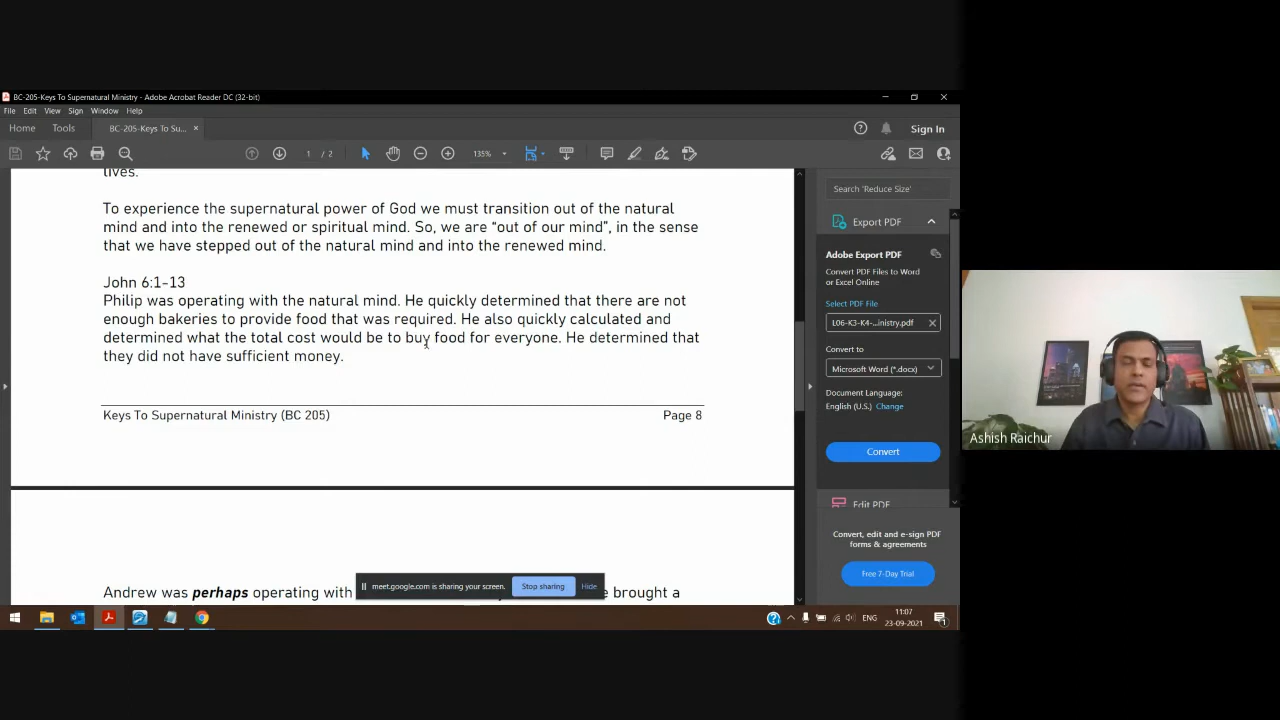 BC-205-Keys To Supernatural Ministry - Adobe Acrobat Reader DC (32-bit)
File Edit View Sign Window Help
Home Tools BC-205-Keys To Su... × Sign In
1 / 2 135%
lives.
To experience the supernatural power of God we must transition out of the natural
mind and into the renewed or spiritual mind. So, we are “out of our mind”, in the sense
that we have stepped out of the natural mind and into the renewed mind.
John 6:1-13
Philip was operating with the natural mind. He quickly determined that there are not
enough bakeries to provide food that was required. He also quickly calculated and
determined what the total cost would be to buy food for everyone. He determined that
they did not have sufficient money.
Keys To Supernatural Ministry (BC 205) Page 8
Andrew was perhaps operating with
e brought a
meet.google.com is sharing your screen. Stop sharing Hide
Search 'Reduce Size'
Export PDF
Adobe Export PDF
Convert PDF Files to Word
or Excel Online
Select PDF File
L06-K3-K4-...inistry.pdf
Convert to
Microsoft Word (*.docx)
Document Language:
English (U.S.) Change
Convert
Edit PDF
Convert, edit and e-sign PDF
forms & agreements
Free 7-Day Trial
ENG
11:07
23-09-2021
Ashish Raichur